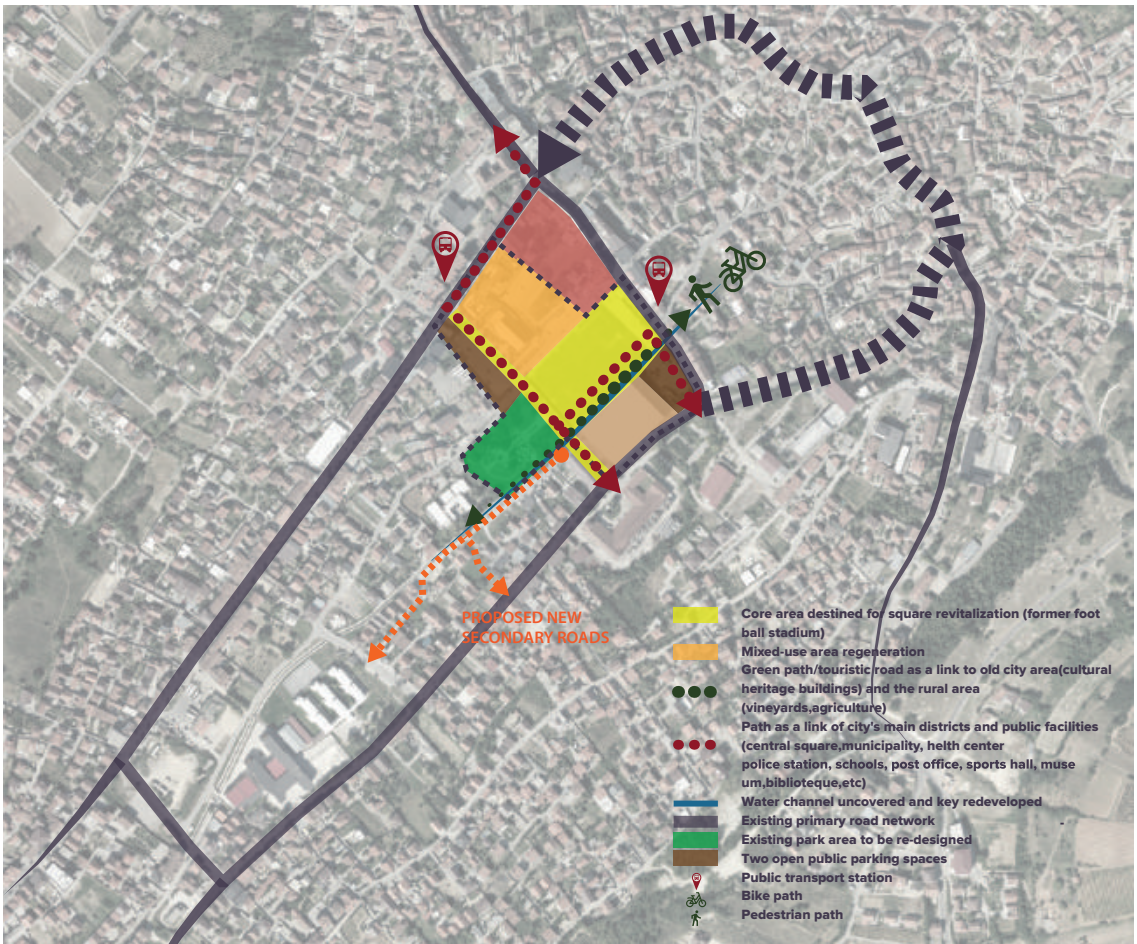 PROPOSED NEW
SECONDARY ROADS
Core area destined for square revitalization (former foot
ball stadium)
Mixed-use area regeneration
Green path/touristic road as a link to old city area(cultural
heritage buildings) and the rural area
(vineyards,agriculture)
Path as a link of city's main districts and public facilities
(central square,municipality, helth center
police station, schools, post office, sports hall, muse
um,biblioteque,etc)
Water channel uncovered and key redeveloped
Existing primary road network
Existing park area to be re-designed
Two open public parking spaces
Public transport station
Bike path
Pedestrian path